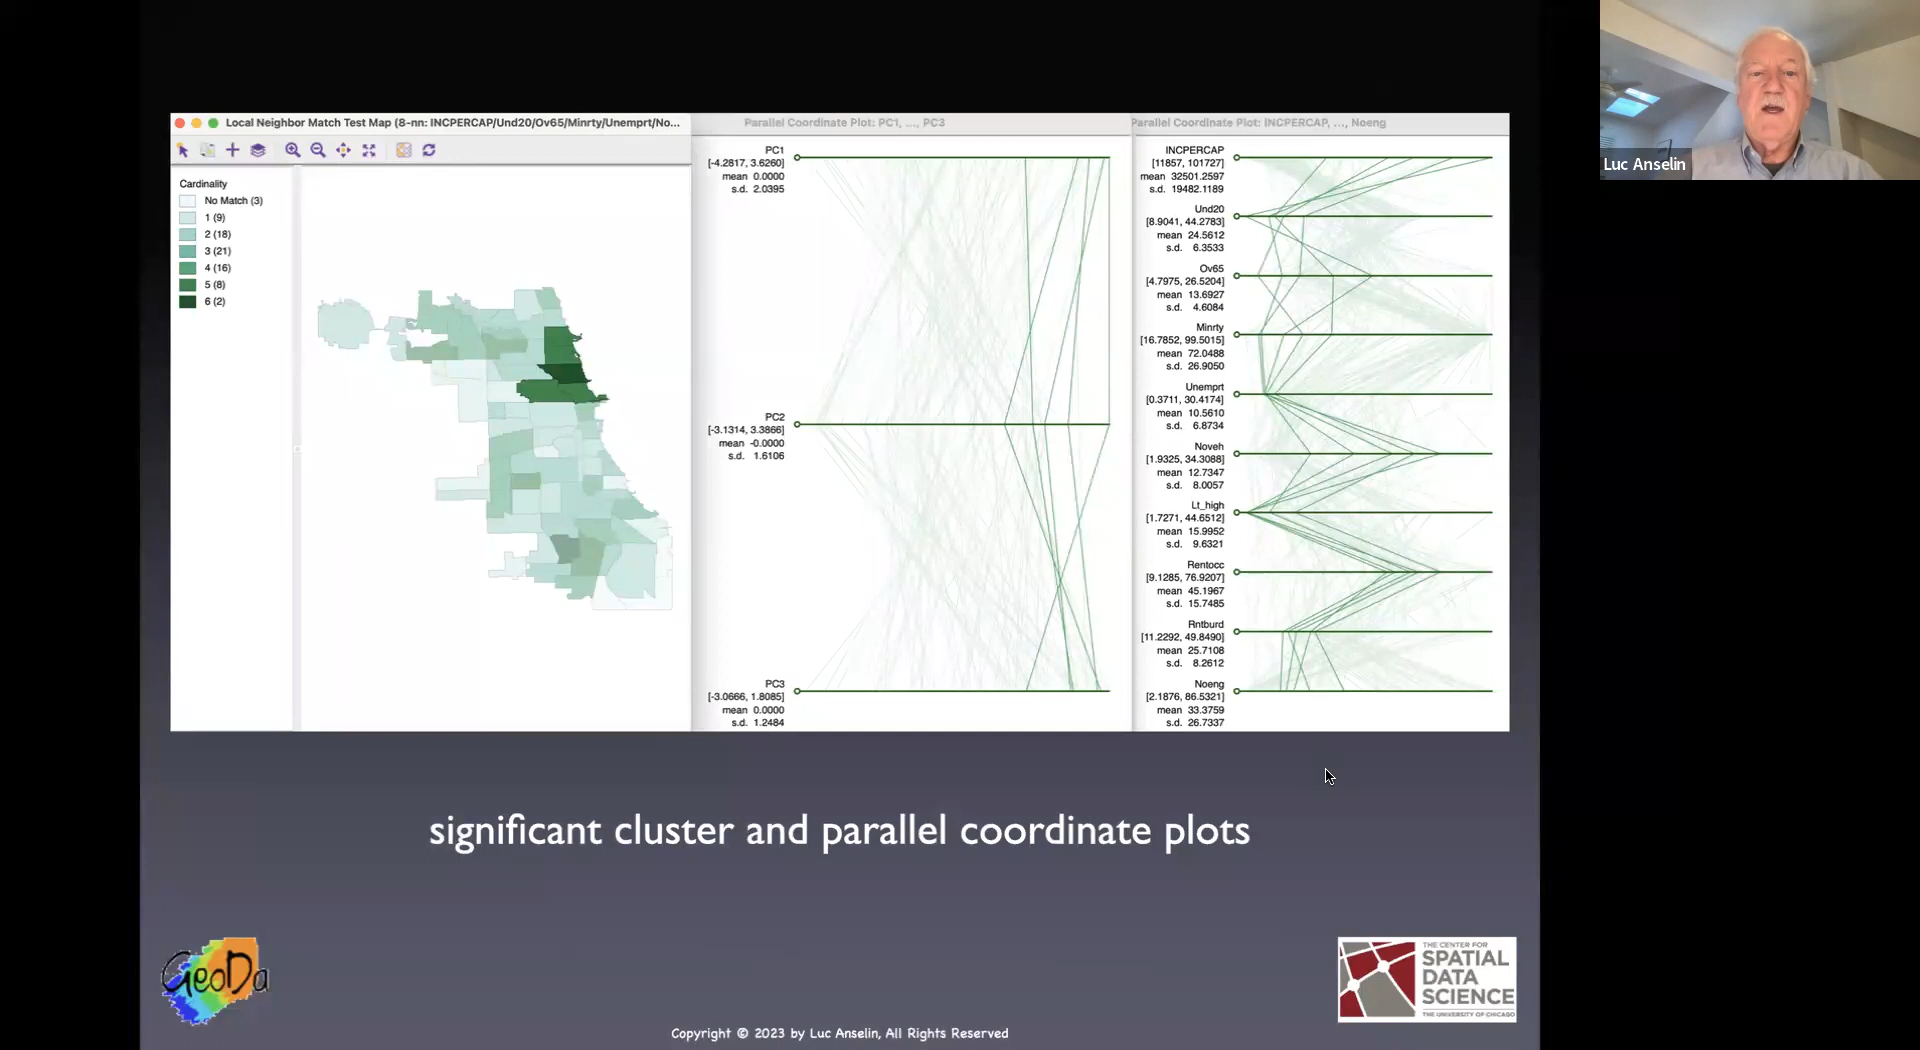 Local Neighbor Match Test Map (8-nn: INCPERCAP/Und20/Ov65/Minrty/Unemprt/No...
Cardinality
No Match (3)
1 (9)
2 (18)
3 (21)
4 (16)
5 (8)
6 (2)
Parallel Coordinate Plot: PC1, ..., PC3
PC1
[-4.2817, 3.6260]
mean 0.0000
s.d. 2.0395
PC2
[-3.1314, 3.3866]
mean -0.0000
s.d. 1.6106
PC3
[-3.0666, 1.8085]
mean 0.0000
s.d. 1.2484
Parallel Coordinate Plot: INCPERCAP, ..., Noeng
INCPERCAP
[11857, 101727]
mean 32501.2597
s.d. 19482.1189
Und20
[8.9041, 44.2783]
mean 24.5612
s.d. 6.3533
Ov65
[4.7975, 26.5204]
mean 13.6927
s.d. 4.6084
Minrty
[16.7852, 99.5015]
mean 72.0488
s.d. 26.9050
Unemprt
[0.3711, 30.4174]
mean 10.5610
s.d. 6.8734
Noveh
[1.9325, 34.3088]
mean 12.7347
s.d. 8.0057
Lt_high
[1.7271, 44.6512]
mean 15.9952
s.d. 9.6321
Rentocc
[9.1285, 76.9207]
mean 45.1967
s.d. 15.7485
Rntburd
[11.2292, 49.8490]
mean 25.7108
s.d. 8.2612
Noeng
[2.1876, 86.5321]
mean 33.3759
s.d. 26.7337
Luc Anselin
significant cluster and parallel coordinate plots
GeoDa
THE CENTER FOR
SPATIAL
DATA
SCIENCE
THE UNIVERSITY OF CHICAGO
Copyright © 2023 by Luc Anselin, All Rights Reserved